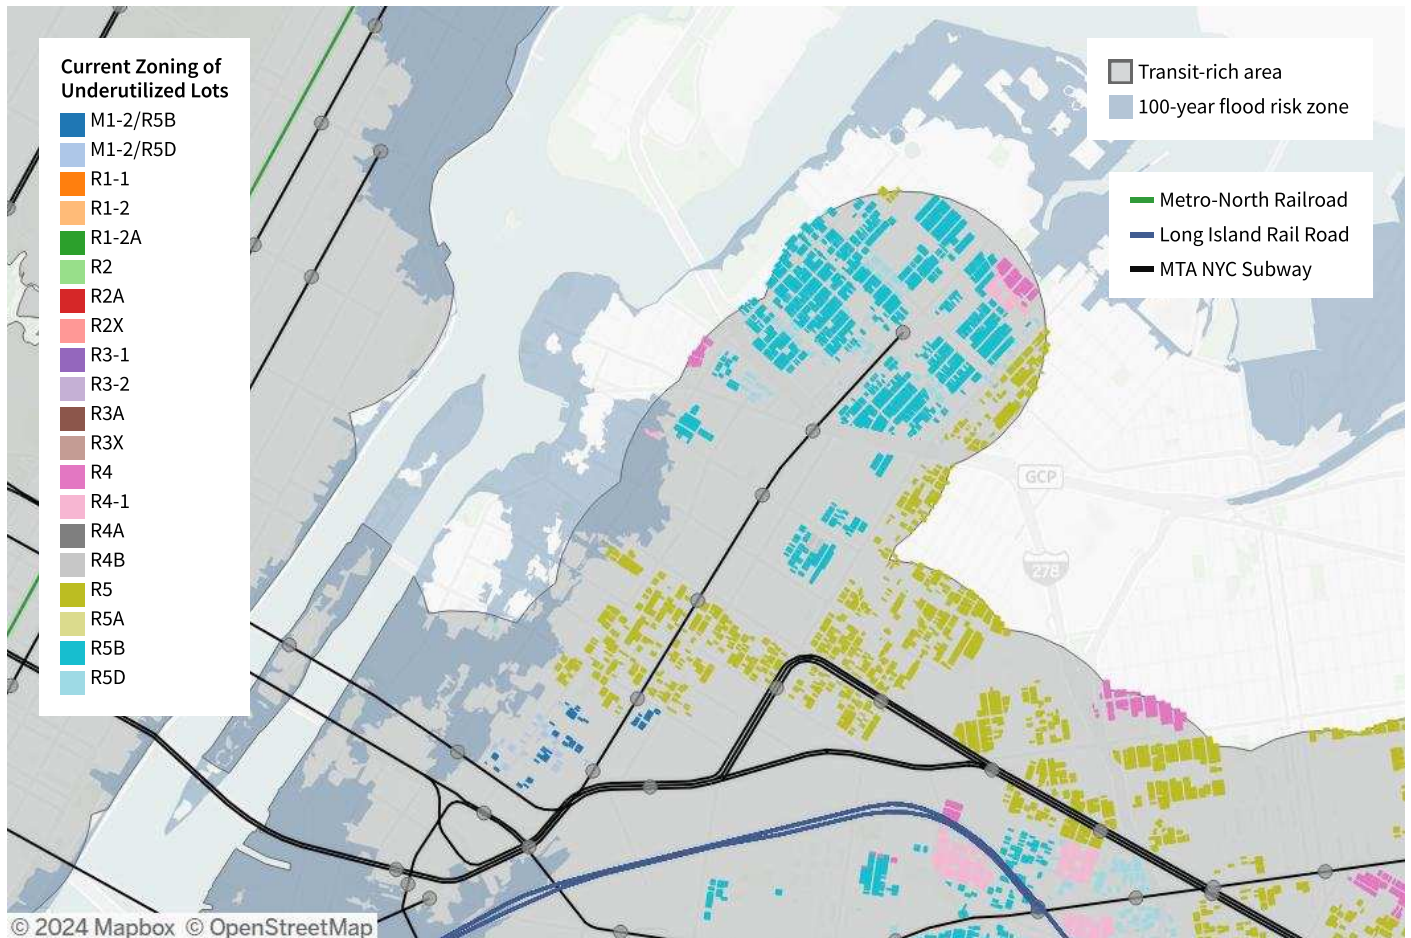 Current Zoning of
Underutilized Lots
M1-2/R5B
M1-2/R5D
R1-1
R1-2
R1-2A
R2
R2A
R2X
R3-1
R3-2
R3A
R3X
R4
R4-1
R4A
R4B
R5
R5A
R5B
R5D
Transit-rich area
100-year flood risk zone
Metro-North Railroad
Long Island Rail Road
MTA NYC Subway
GCP
278
© 2024 Mapbox © OpenStreetMap